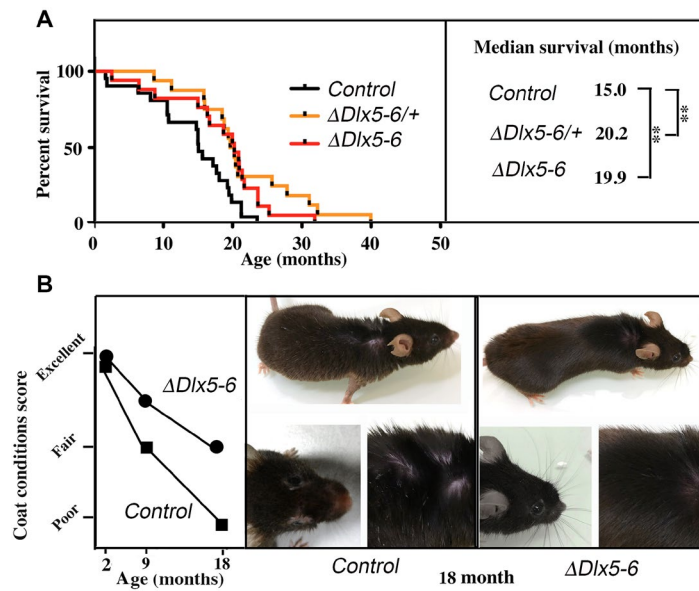 A
Percent survival
100
50
0
0 10 20 30 40 50
Age (months)
Control
ΔDlx5-6/+
ΔDlx5-6
Median survival (months)
Control 15.0
ΔDlx5-6/+ 20.2
ΔDlx5-6 19.9
**
**
B
Coat conditions score
Excellent
Fair
Poor
ΔDlx5-6
Control
2 9 18
Age (months)
Control
18 month
ΔDlx5-6